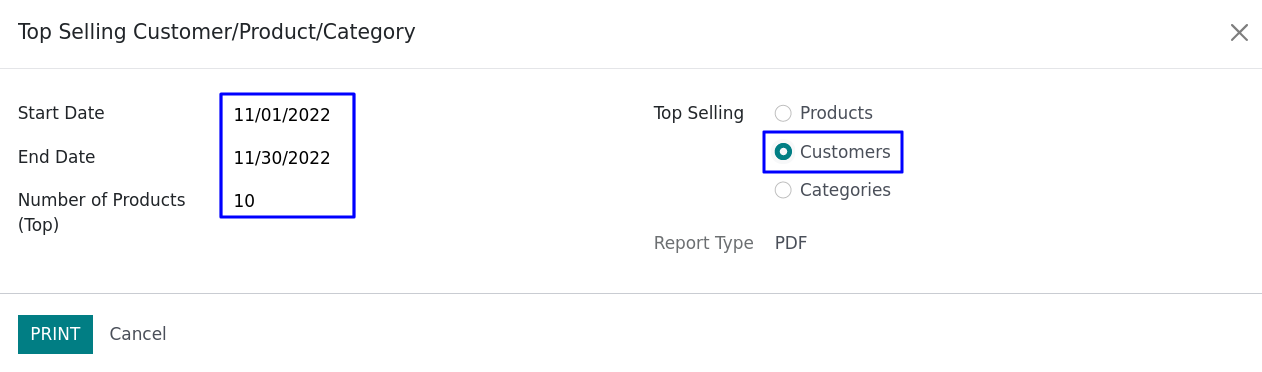 Top Selling Customer/Product/Category
Start Date 11/01/2022
End Date 11/30/2022
Number of Products 10
(Top)
Top Selling Products
Customers
Categories
Report Type PDF
PRINT Cancel